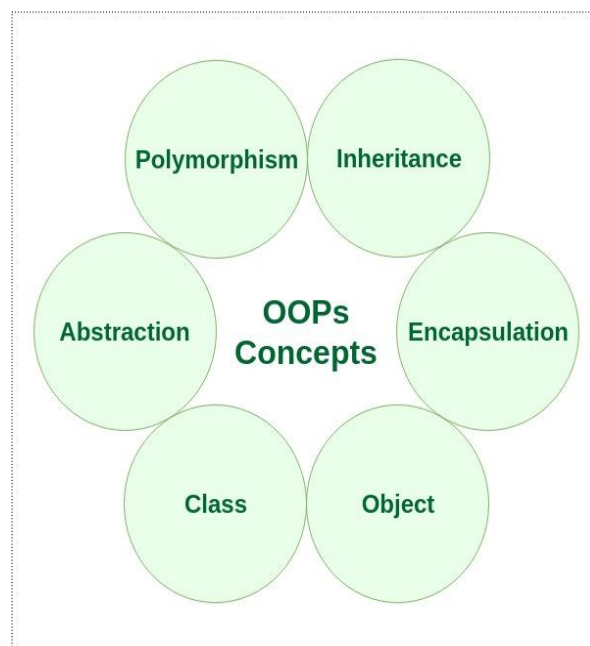 Polymorphism
Inheritance
Abstraction
OOPs
Concepts
Encapsulation
Class
Object